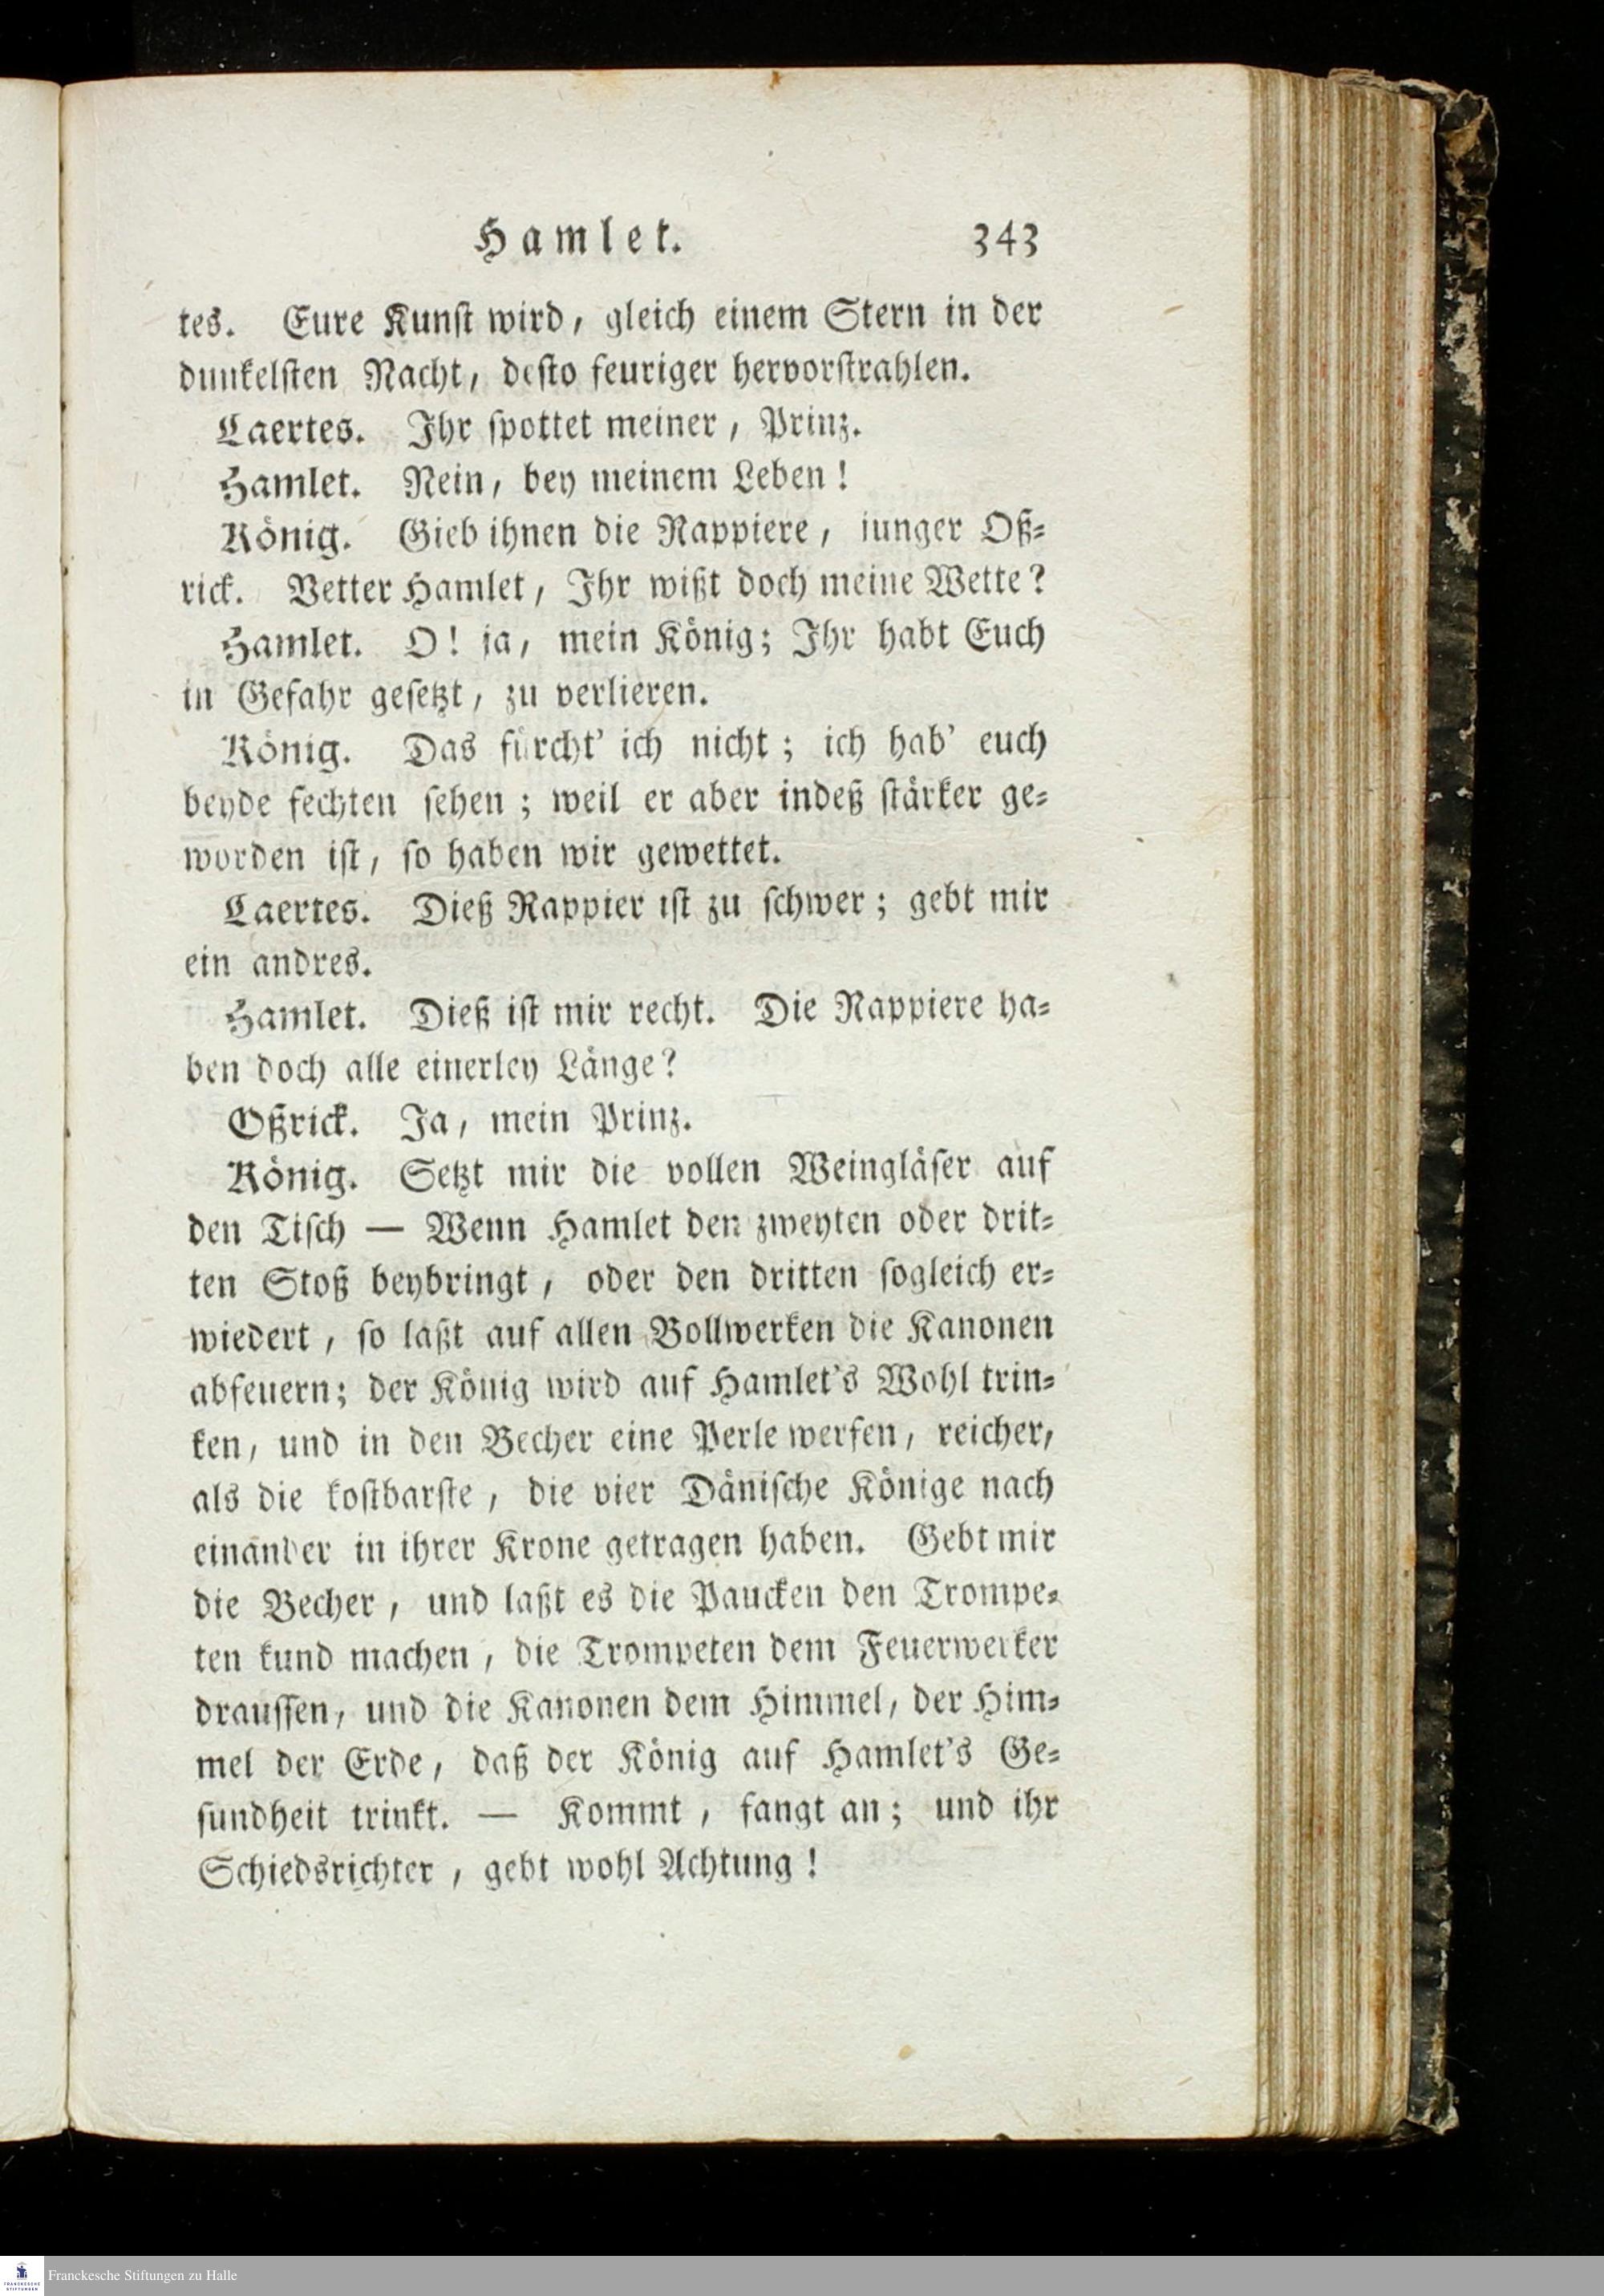 Hamlet. 343
tes. Eure Kunſt wird, gleich einem Stern in der
dunkelſten Nacht, deſto feuriger hervorſtrahlen.
Laertes. Ihr ſpottet meiner, Prinz.
Hamlet. Nein, bey meinem Leben!
König. Gieb ihnen die Rappiere, junger Oß-
rick. Vetter Hamlet, Ihr wißt doch meine Wette?
Hamlet. O! ja, mein König; Ihr habt Euch
in Gefahr geſetzt, zu verlieren.
König. Das fürcht' ich nicht; ich hab' euch
beyde fechten ſehen; weil er aber indeß ſtärker ge-
worden iſt, ſo haben wir gewettet.
Laertes. Dieß Rappier iſt zu ſchwer; gebt mir
ein andres.
Hamlet. Dieß iſt mir recht. Die Rappiere ha-
ben doch alle einerley Länge?
Oßrick. Ja, mein Prinz.
König. Setzt mir die vollen Weingläſer auf
den Tiſch — Wenn Hamlet den zweyten oder drit-
ten Stoß beybringt, oder den dritten ſogleich er-
wiedert, ſo laßt auf allen Bollwerken die Kanonen
abfeuern; der König wird auf Hamlet's Wohl trin-
ken, und in den Becher eine Perle werfen, reicher,
als die koſtbarſte, die vier Däniſche Könige nach
einander in ihrer Krone getragen haben. Gebt mir
die Becher, und laßt es die Paucken den Trompe-
ten kund machen, die Trompeten dem Feuerwerker
drauſſen, und die Kanonen dem Himmel, der Him-
mel der Erde, daß der König auf Hamlet's Ge-
ſundheit trinkt. — Kommt, fangt an; und ihr
Schiedsrichter, gebt wohl Achtung!
FRANCKESCHE
STIFTUNGEN
Franckesche Stiftungen zu Halle